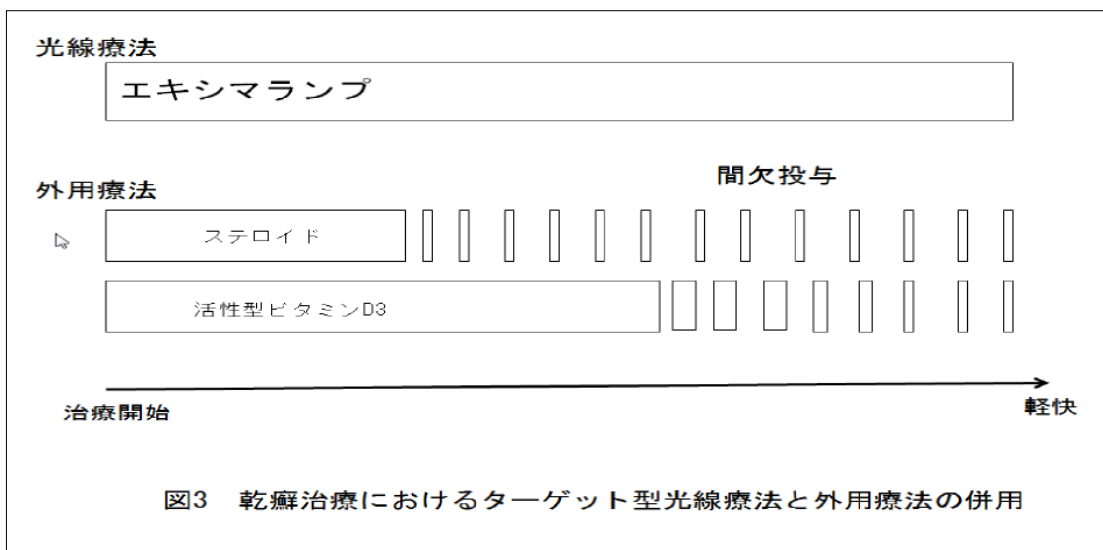 光線療法
エキシマランプ
間欠投与
外用療法
ステロイド
活性型ビタミンD3
治療開始
軽快
図3 乾癬治療におけるターゲット型光線療法と外用療法の併用